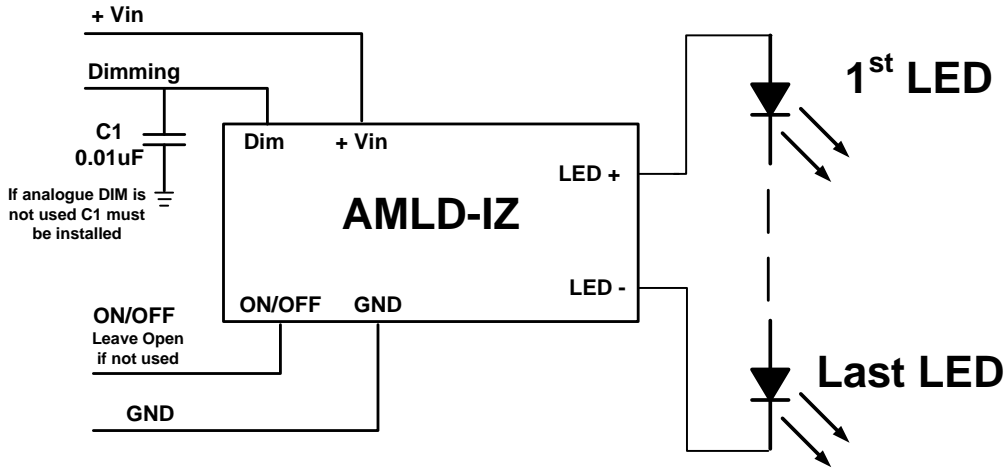 + Vin
Dimming
C1
0.01uF
If analogue DIM is
not used C1 must
be installed
Dim
+ Vin
LED +
AMLD-IZ
LED -
ON/OFF
GND
ON/OFF
Leave Open
if not used
GND
1st LED
Last LED